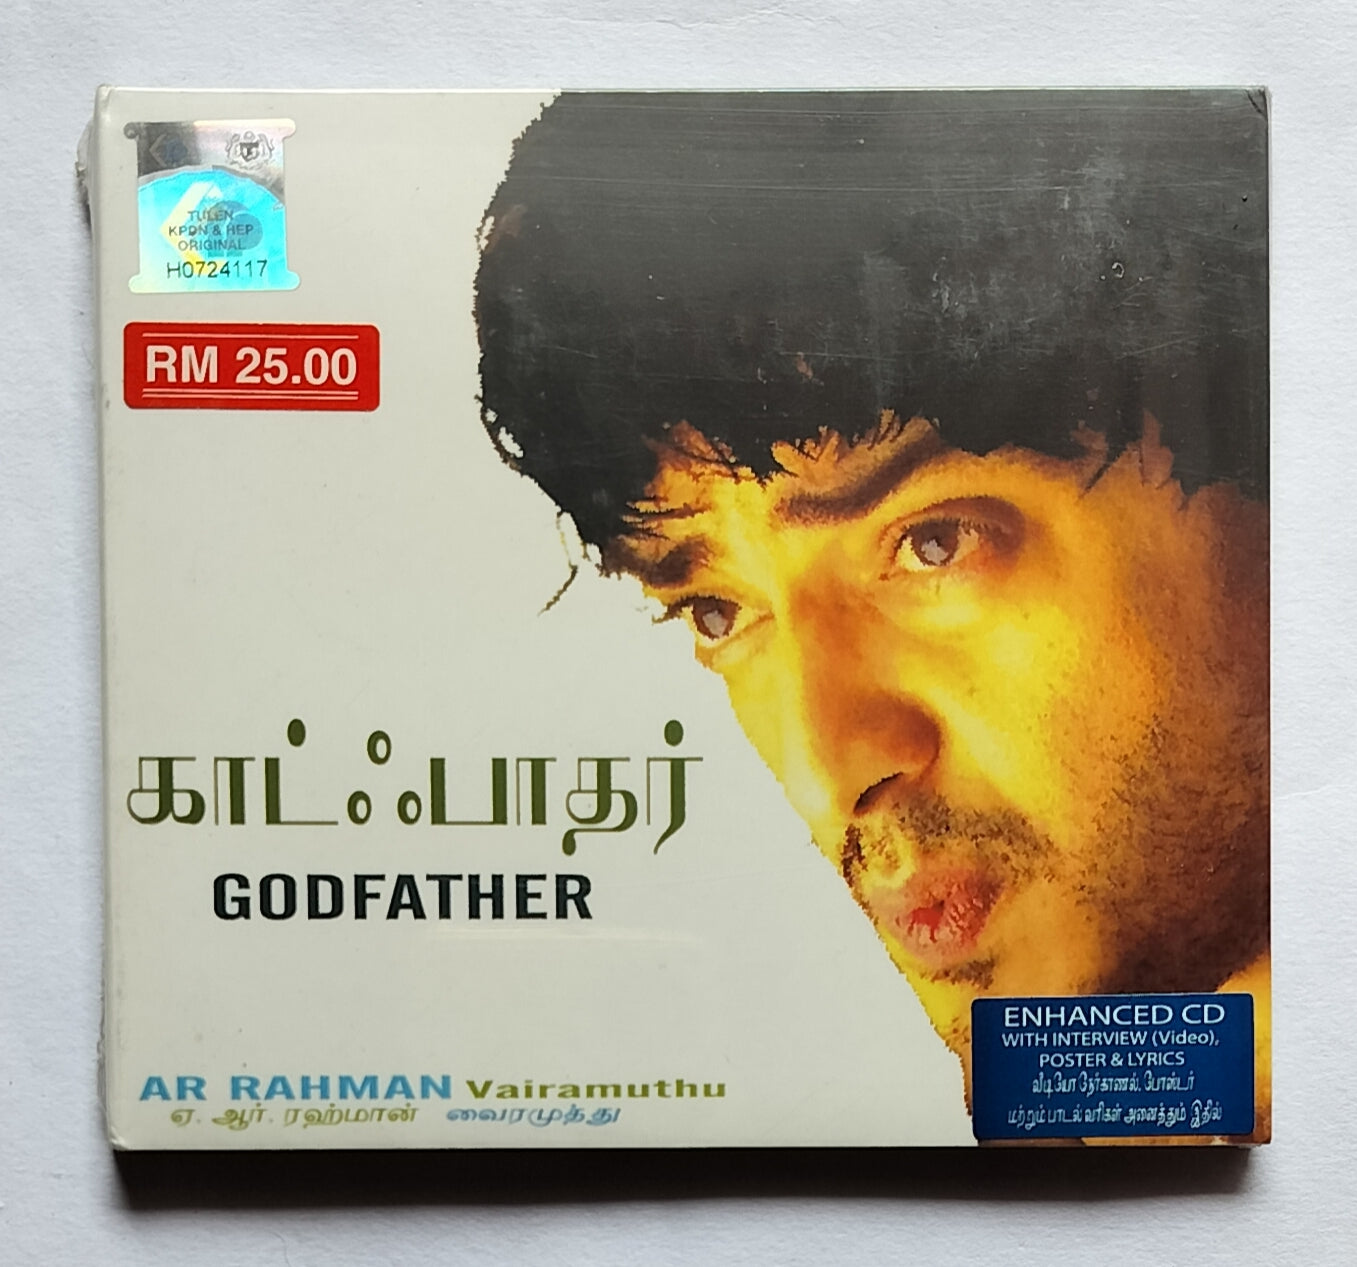 TULEN
KPDN & HEP
ORIGINAL
H0724117
RM 25.00
காட்ஃபாதர்
GODFATHER
AR RAHMAN Vairamuthu
ஏ. ஆர். ரஹ்மான் வைரமுத்து
ENHANCED CD
WITH INTERVIEW (Video),
POSTER & LYRICS
வீடியோ நேர்காணல், போஸ்டர்
மற்றும் பாடல் வரிகள் அனைத்தும் இதில்